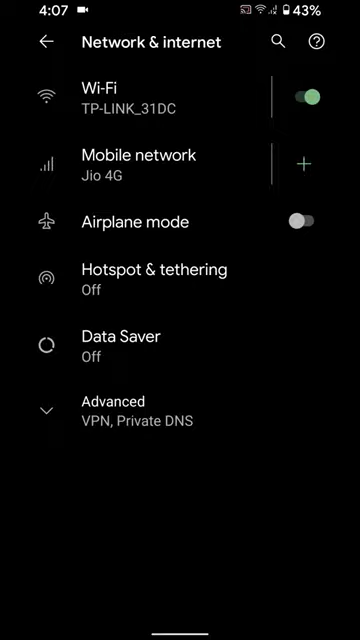 4:07
43%
Network & internet
Wi-Fi
TP-LINK_31DC
Mobile network
Jio 4G
Airplane mode
Hotspot & tethering
Off
Data Saver
Off
Advanced
VPN, Private DNS